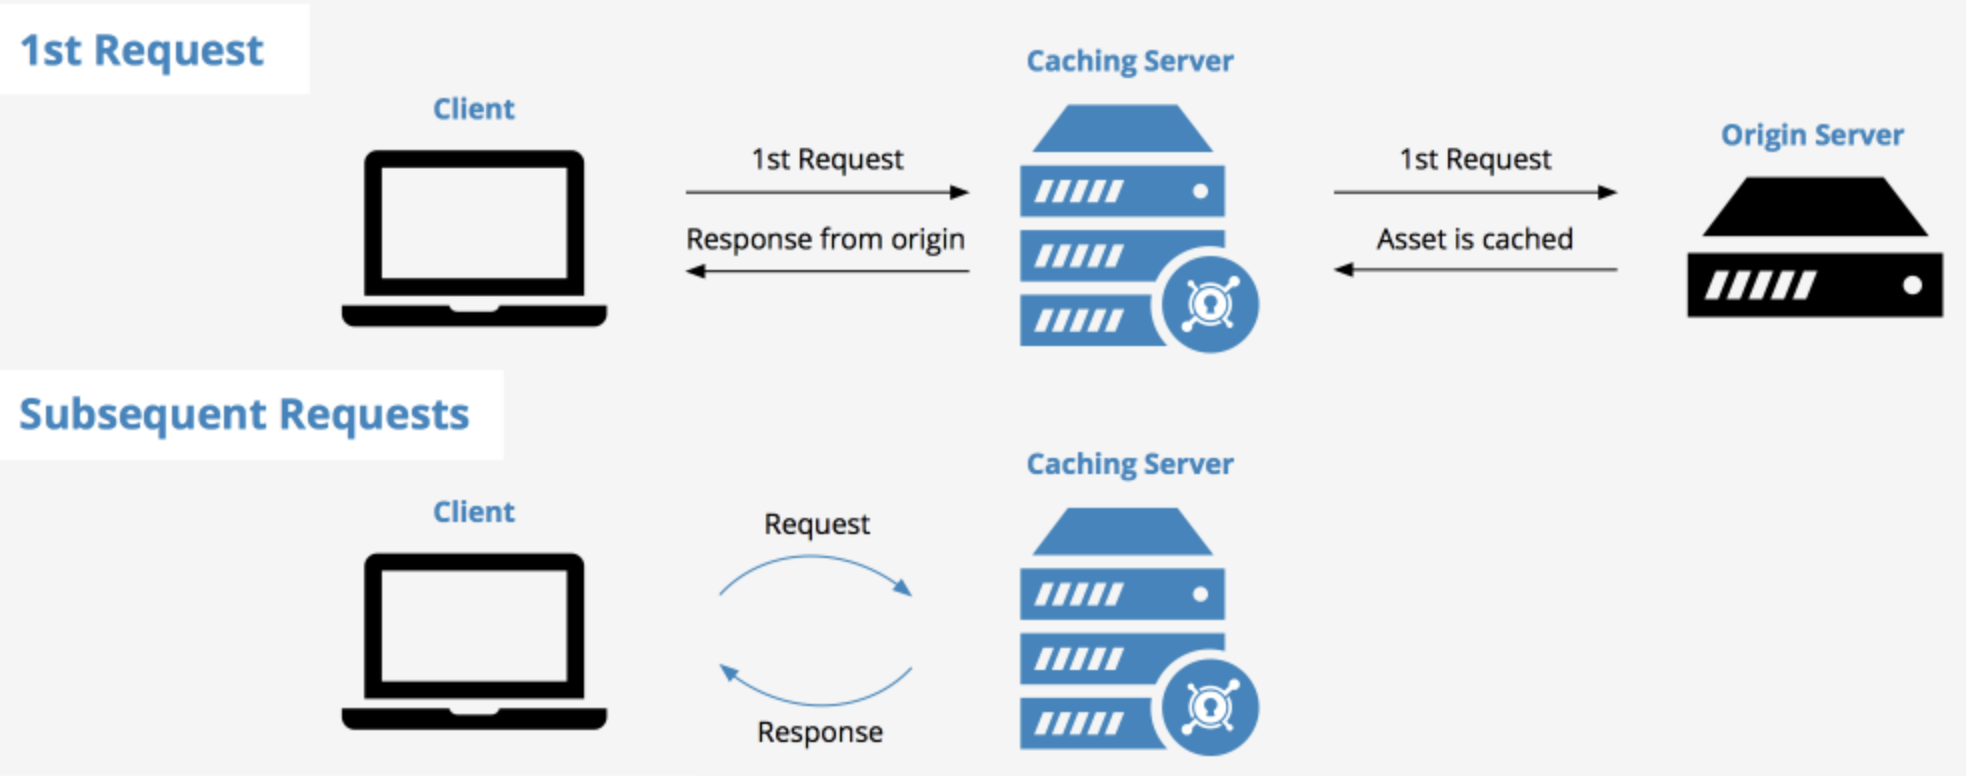 1st Request
Caching Server
Client
Origin Server
1st Request
1st Request
Response from origin
Asset is cached
Subsequent Requests
Caching Server
Client
Request
Response